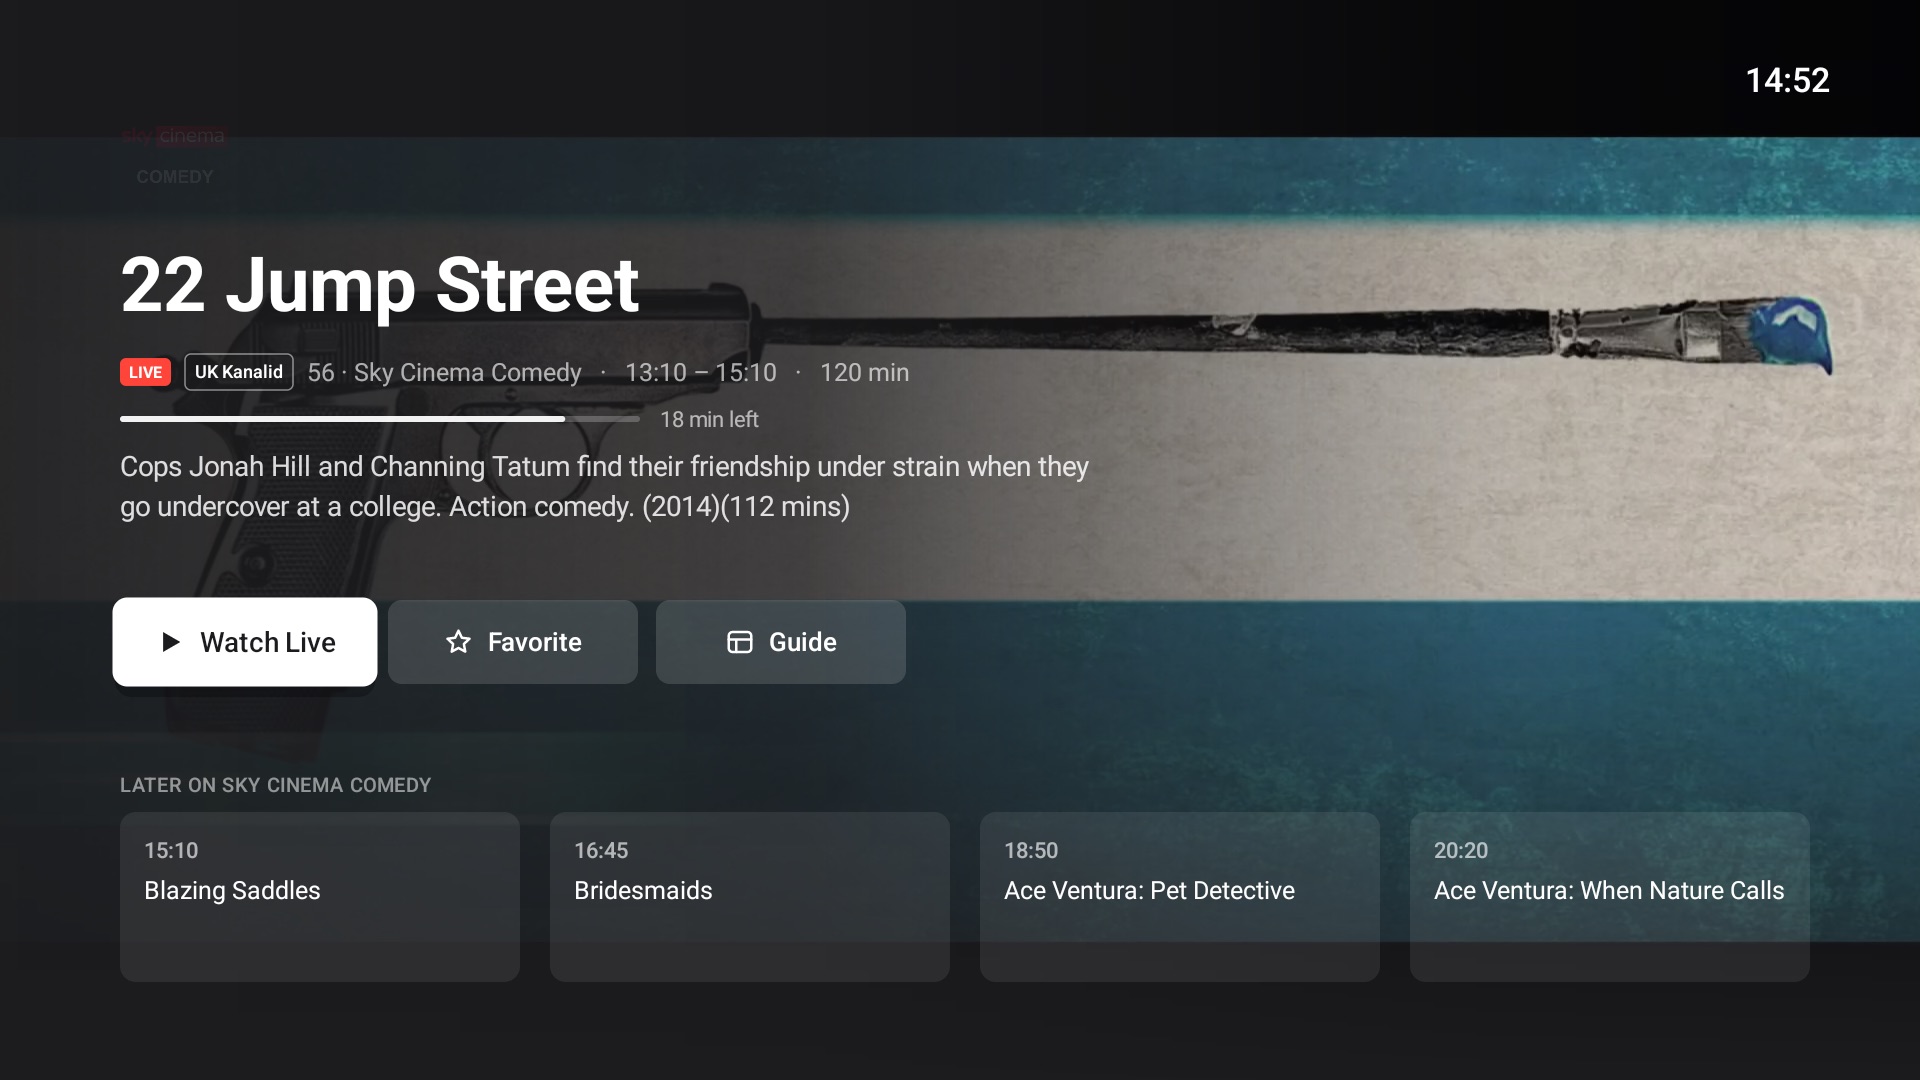 14:52
sky cinema
COMEDY
22 Jump Street
LIVE UK Kanalid 56 · Sky Cinema Comedy · 13:10 – 15:10 · 120 min
18 min left
Cops Jonah Hill and Channing Tatum find their friendship under strain when they
go undercover at a college. Action comedy. (2014)(112 mins)
Watch Live Favorite Guide
LATER ON SKY CINEMA COMEDY
15:10 16:45 18:50 20:20
Blazing Saddles Bridesmaids Ace Ventura: Pet Detective Ace Ventura: When Nature Calls